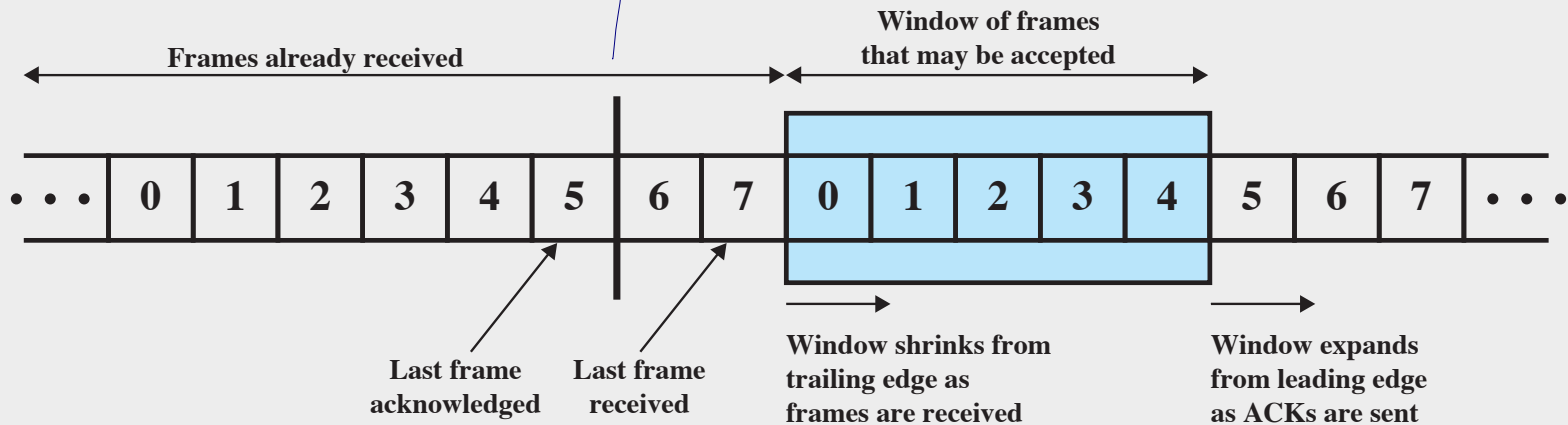 Frames already received
Window of frames
that may be accepted
• • • 0 1 2 3 4 5 6 7 0 1 2 3 4 5 6 7 • • •
Last frame
acknowledged
Last frame
received
Window shrinks from
trailing edge as
frames are received
Window expands
from leading edge
as ACKs are sent